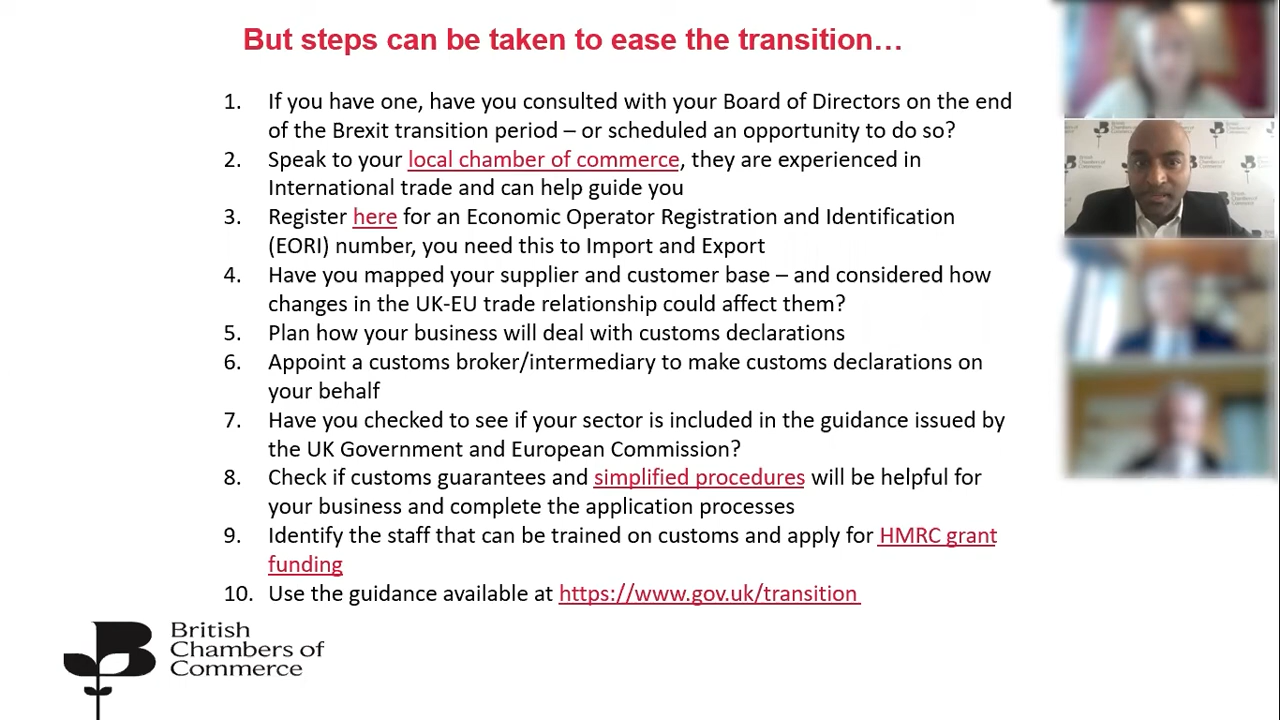 But steps can be taken to ease the transition…
1. If you have one, have you consulted with your Board of Directors on the end
of the Brexit transition period – or scheduled an opportunity to do so?
2. Speak to your local chamber of commerce, they are experienced in
International trade and can help guide you
3. Register here for an Economic Operator Registration and Identification
(EORI) number, you need this to Import and Export
4. Have you mapped your supplier and customer base – and considered how
changes in the UK-EU trade relationship could affect them?
5. Plan how your business will deal with customs declarations
6. Appoint a customs broker/intermediary to make customs declarations on
your behalf
7. Have you checked to see if your sector is included in the guidance issued by
the UK Government and European Commission?
8. Check if customs guarantees and simplified procedures will be helpful for
your business and complete the application processes
9. Identify the staff that can be trained on customs and apply for HMRC grant
funding
10. Use the guidance available at https://www.gov.uk/transition
British
Chambers of
Commerce